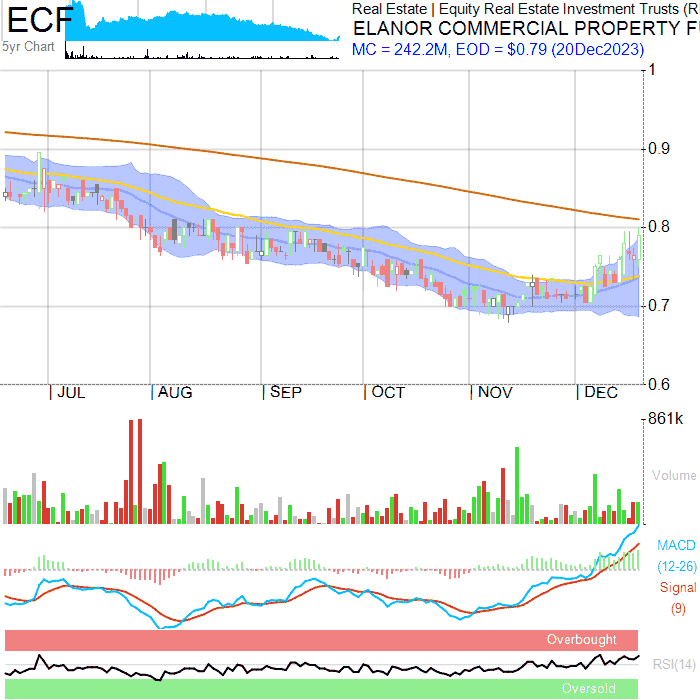 ECF
5yr Chart
Real Estate | Equity Real Estate Investment Trusts (R
ELANOR COMMERCIAL PROPERTY F
MC = 242.2M, EOD = $0.79 (20Dec2023)
1
0.9
0.8
0.7
0.6
JUL AUG SEP OCT NOV DEC
861k
Volume
MACD
(12-26)
Signal
(9)
Overbought
RSI(14)
Oversold